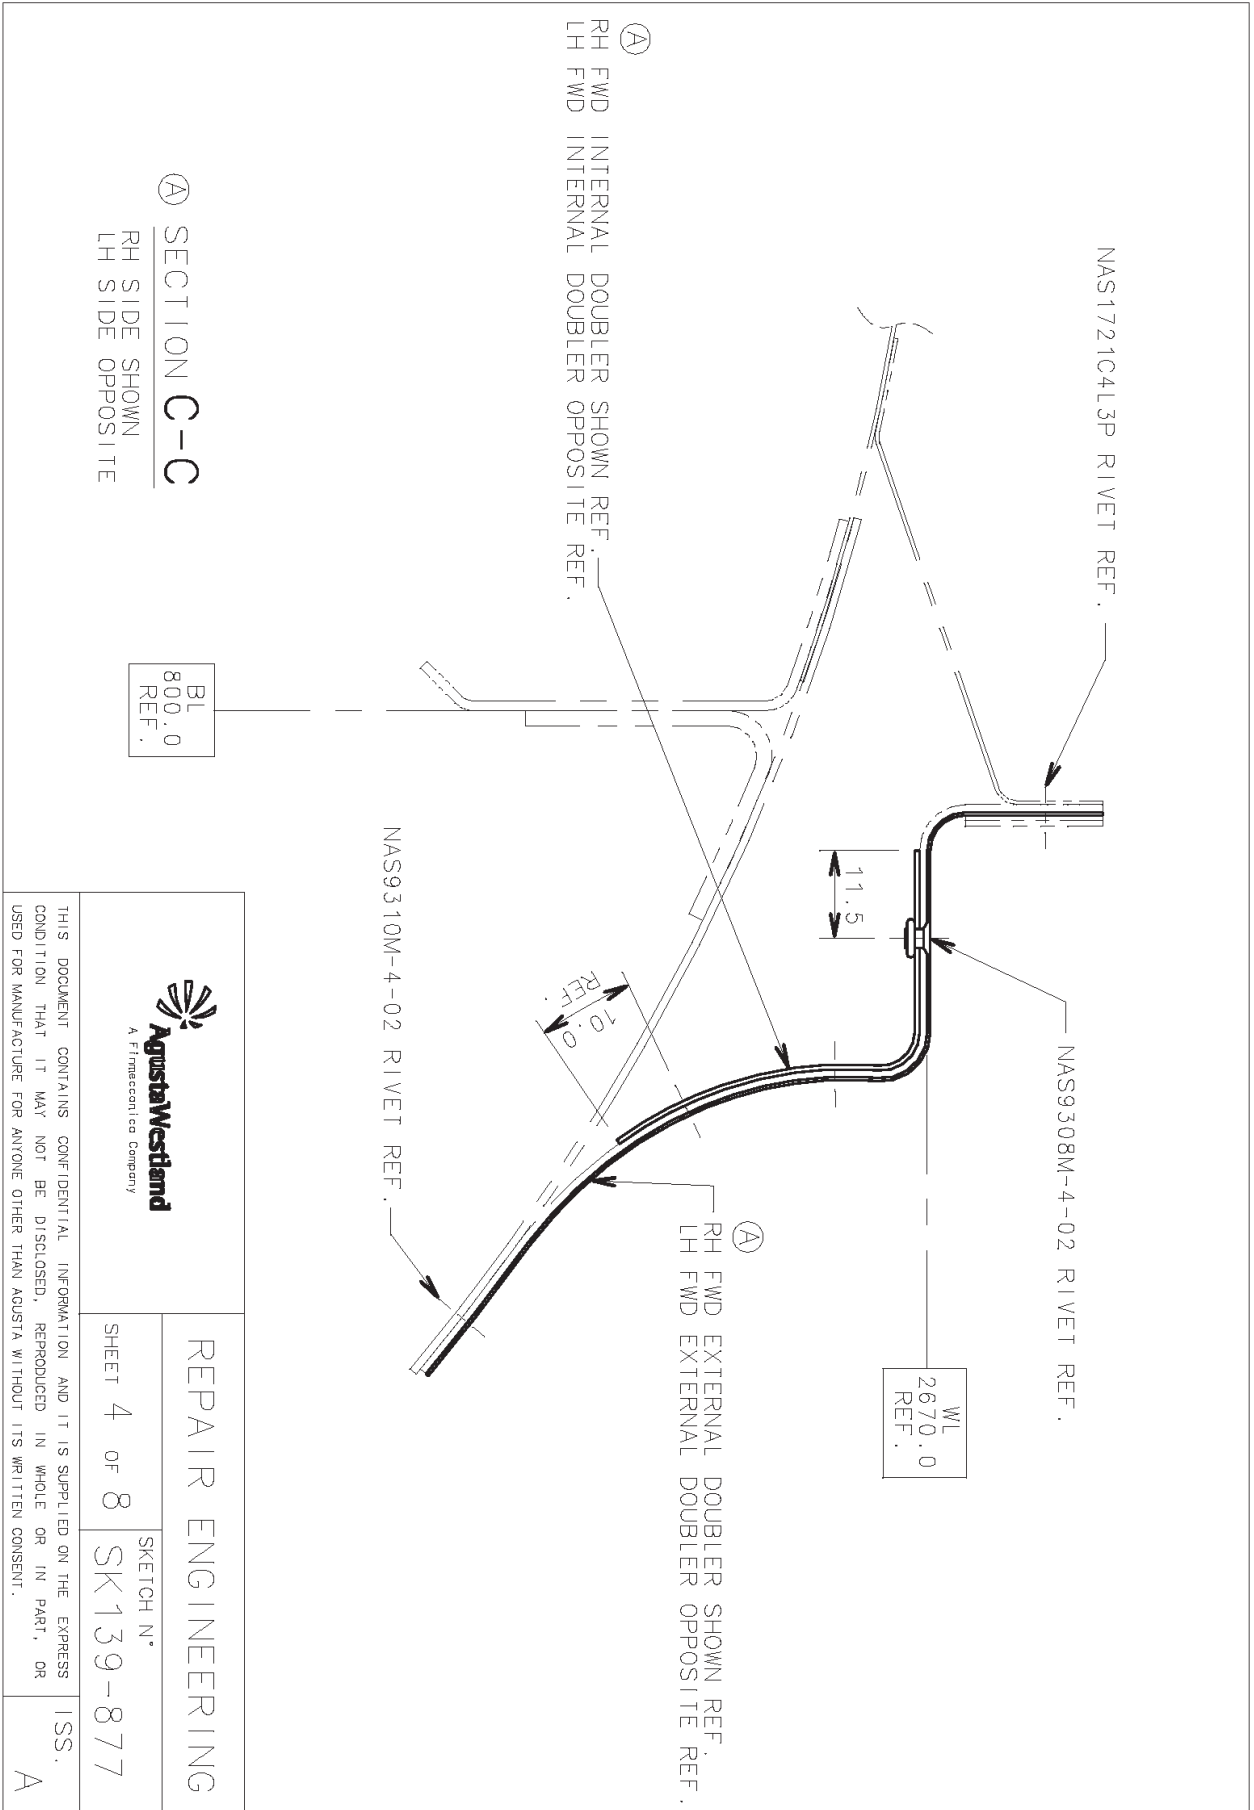 NAS1721C4L3P RIVET REF.
NAS9308M-4-02 RIVET REF.
WL
2670.0
REF.
11.5
Ⓐ
RH FWD INTERNAL DOUBLER SHOWN REF.
LH FWD INTERNAL DOUBLER OPPOSITE REF.
Ⓐ
RH FWD EXTERNAL DOUBLER SHOWN REF.
LH FWD EXTERNAL DOUBLER OPPOSITE REF.
10.0
REF.
NAS9310M-4-02 RIVET REF.
BL
800.0
REF.
Ⓐ SECTION C-C
RH SIDE SHOWN
LH SIDE OPPOSITE
AgustaWestland
A Finmeccanica Company
REPAIR ENGINEERING
SHEET 4 OF 8
SKETCH N°
SK139-877
THIS DOCUMENT CONTAINS CONFIDENTIAL INFORMATION AND IT IS SUPPLIED ON THE EXPRESS
CONDITION THAT IT MAY NOT BE DISCLOSED, REPRODUCED IN WHOLE OR IN PART, OR
USED FOR MANUFACTURE FOR ANYONE OTHER THAN AGUSTA WITHOUT ITS WRITTEN CONSENT.
ISS.
A